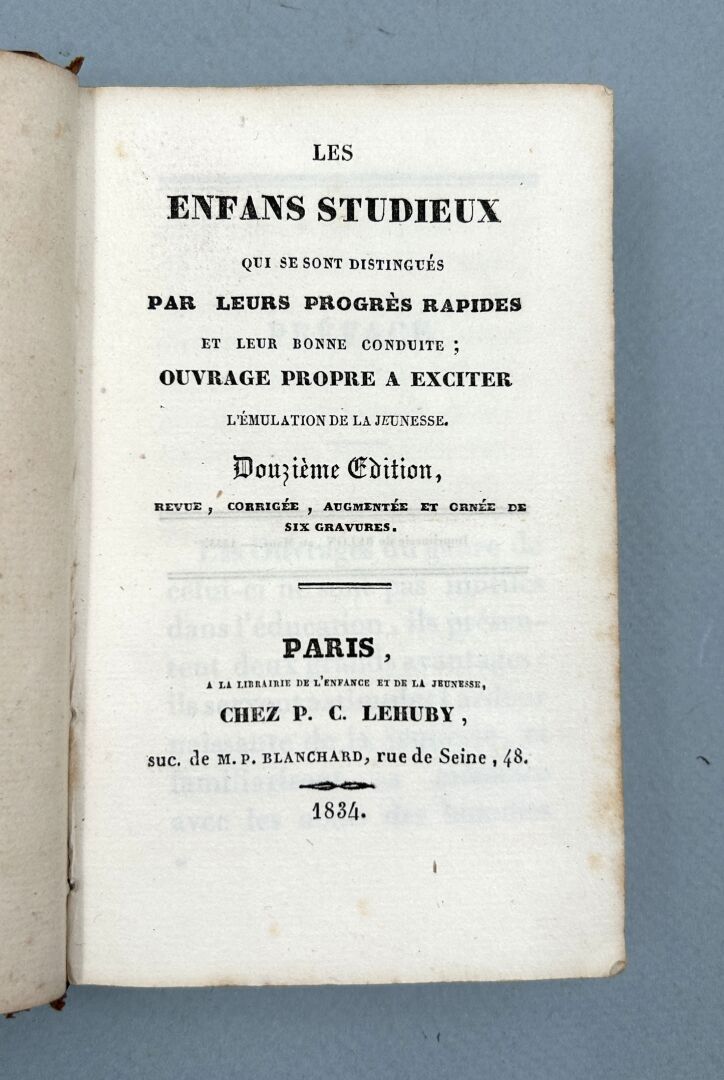 LES
ENFANS STUDIEUX
QUI SE SONT DISTINGUÉS
PAR LEURS PROGRÈS RAPIDES
ET LEUR BONNE CONDUITE ;
OUVRAGE PROPRE A EXCITER
L'ÉMULATION DE LA JEUNESSE.
Douzième Edition,
REVUE, CORRIGÉE, AUGMENTÉE ET ORNÉE DE
SIX GRAVURES.
PARIS,
A LA LIBRAIRIE DE L'ENFANCE ET DE LA JEUNESSE,
CHEZ P. C. LEHUBY,
suc. de M. P. BLANCHARD, rue de Seine, 48.
1834.